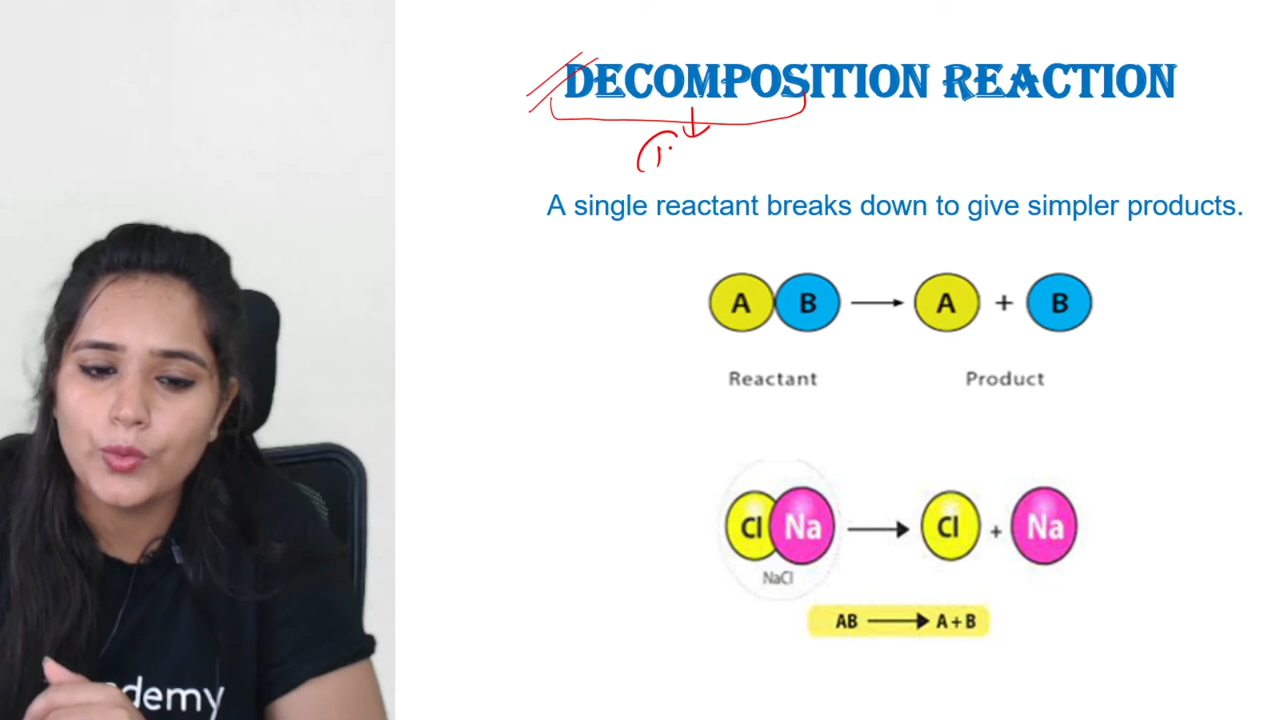 DECOMPOSITION REACTION
A single reactant breaks down to give simpler products.
A B A + B
Reactant Product
Cl Na Cl + Na
NaCl
AB A + B
demy